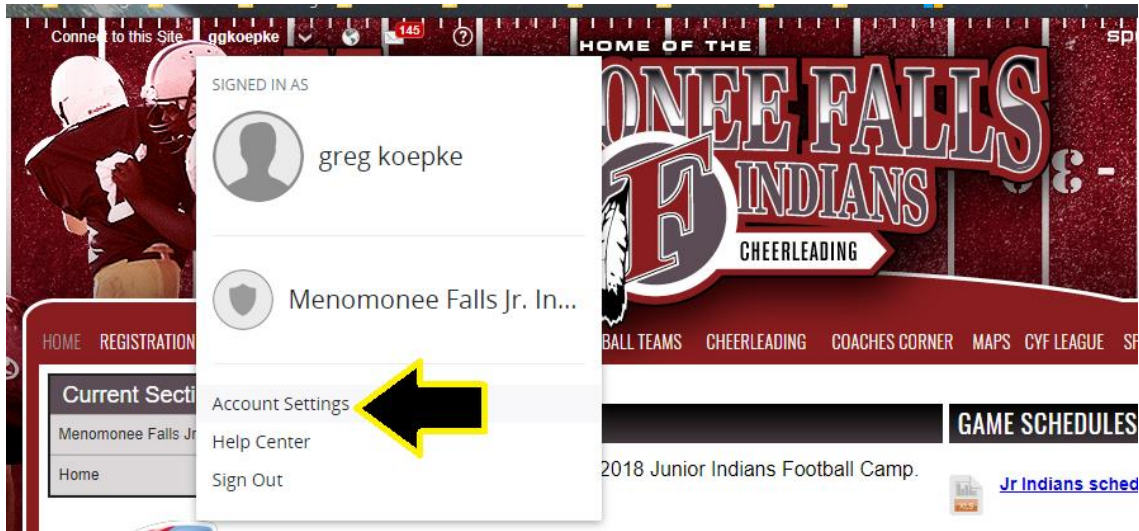 Connect to this Site ggkoepke 145 ?
HOME OF THE
ONEE FALLS
INDIANS
F
CHEERLEADING
SIGNED IN AS
greg koepke
Menomonee Falls Jr. In...
HOME REGISTRATION BALL TEAMS CHEERLEADING COACHES CORNER MAPS CYF LEAGUE
Current Secti
Menomonee Falls Jr
Home
Account Settings
Help Center
Sign Out
2018 Junior Indians Football Camp.
GAME SCHEDULES
XLS
Jr Indians sched